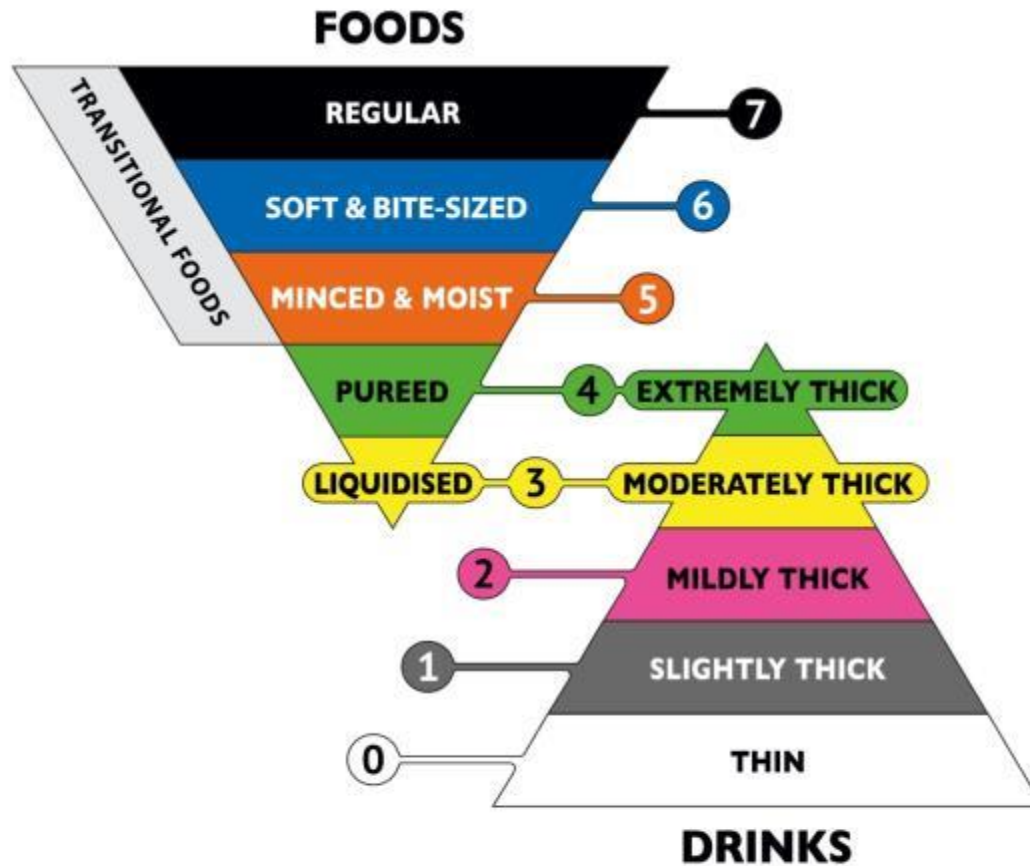 FOODS
TRANSITIONAL FOODS
REGULAR
7
SOFT & BITE-SIZED
6
MINCED & MOIST
5
PUREED
4
EXTREMELY THICK
LIQUIDISED
3
MODERATELY THICK
2
MILDLY THICK
1
SLIGHTLY THICK
0
THIN
DRINKS